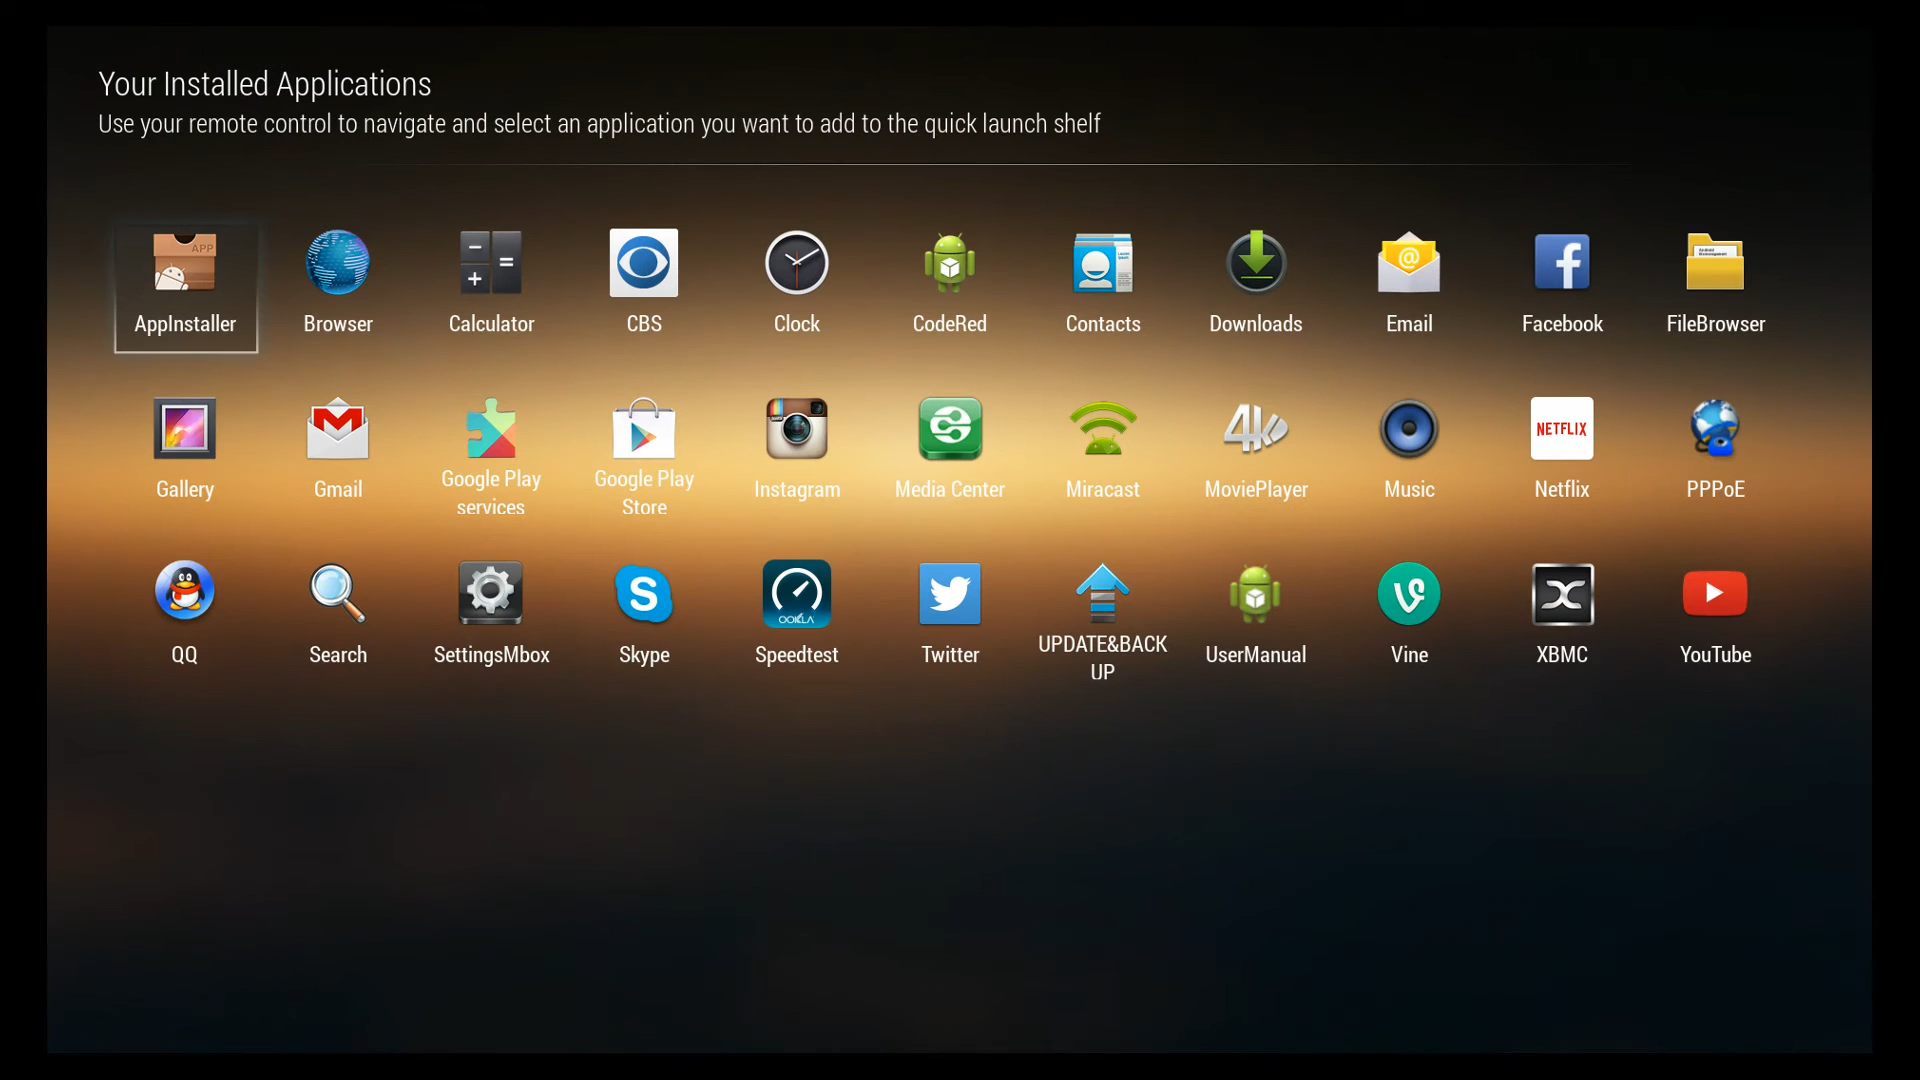 Your Installed Applications
Use your remote control to navigate and select an application you want to add to the quick launch shelf
APP
AppInstaller
Browser
Calculator
CBS
Clock
CodeRed
Contacts
Downloads
@
Email
f
Facebook
FileBrowser
Gallery
Gmail
Google Play
services
Google Play
Store
Instagram
Media Center
Miracast
4K
MoviePlayer
Music
NETFLIX
Netflix
PPPoE
QQ
Search
SettingsMbox
S
Skype
OOKLA
Speedtest
Twitter
UPDATE&BACK
UP
UserManual
V
Vine
X
XBMC
YouTube